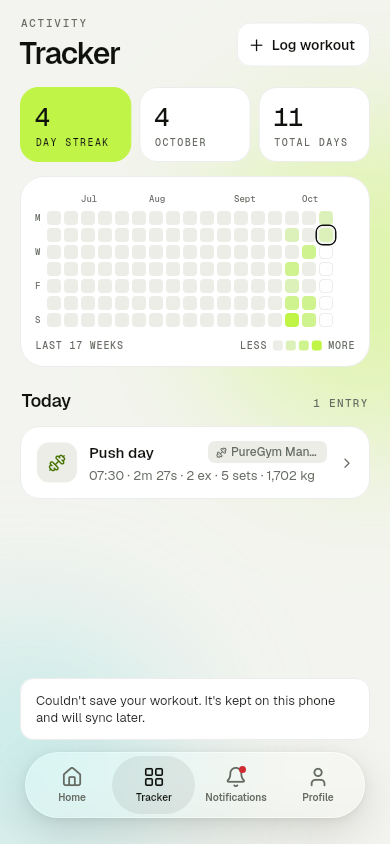 ACTIVITY
Tracker
Log workout
4
DAY STREAK
4
OCTOBER
11
TOTAL DAYS
Jul Aug Sept Oct
M
W
F
S
LAST 17 WEEKS
LESS MORE
Today
1 ENTRY
Push day
PureGym Man...
07:30 · 2m 27s · 2 ex · 5 sets · 1,702 kg
Couldn't save your workout. It's kept on this phone
and will sync later.
Home
Tracker
Notifications
Profile